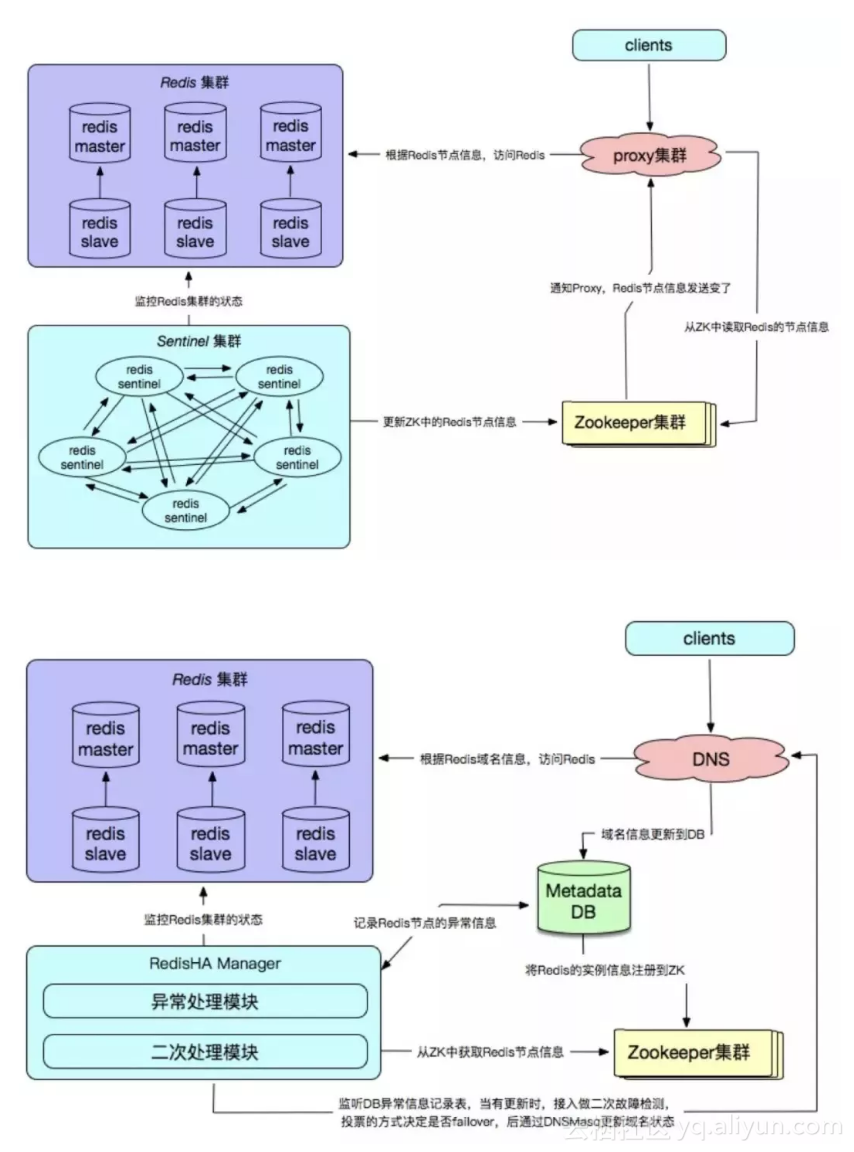 clients
Redis 集群
redis
master
redis
master
redis
master
根据Redis节点信息，访问Redis
proxy集群
redis
slave
redis
slave
redis
slave
通知Proxy，Redis节点信息发送变了
监控Redis集群的状态
从ZK中读取Redis的节点信息
Sentinel 集群
redis
sentinel
redis
sentinel
更新ZK中的Redis节点信息
Zookeeper集群
redis
sentinel
redis
sentinel
redis
sentinel
clients
Redis 集群
redis
master
redis
master
redis
master
根据Redis域名信息，访问Redis
DNS
redis
slave
redis
slave
redis
slave
域名信息更新到DB
Metadata
DB
监控Redis集群的状态
记录Redis节点的异常信息
RedisHA Manager
将Redis的实例信息注册到ZK
异常处理模块
二次处理模块
从ZK中获取Redis节点信息
Zookeeper集群
监听DB异常信息记录表，当有更新时，接入做二次故障检测，
投票的方式决定是否failover，后通过DNSMasq更新域名状态
云栖社区 yq.aliyun.com